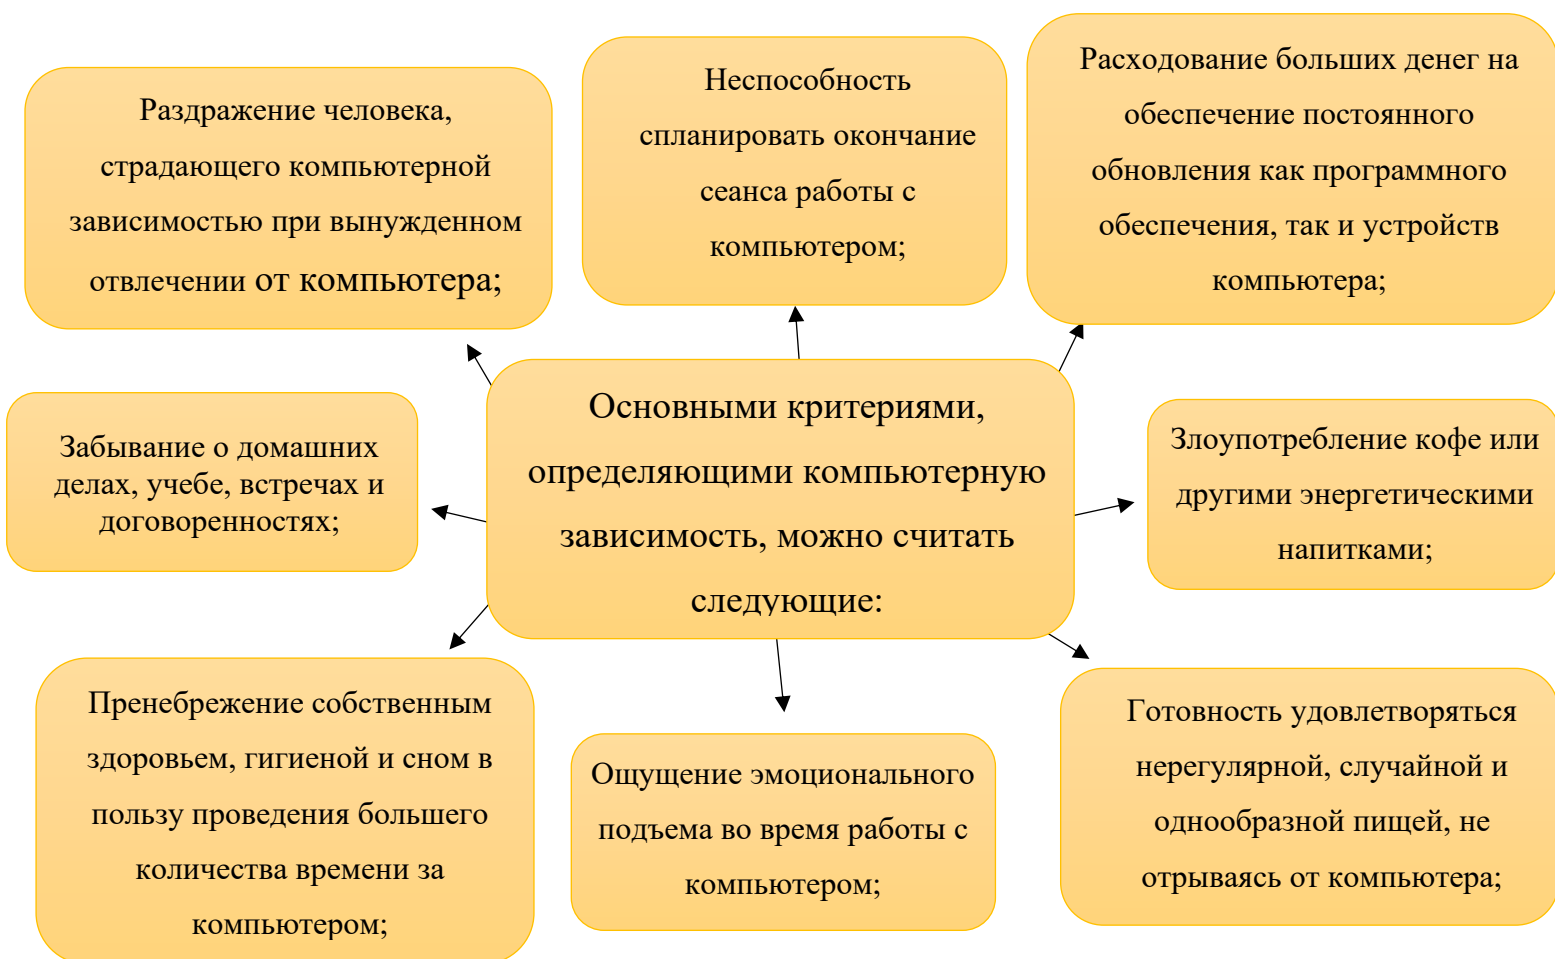 Раздражение человека,
страдающего компьютерной
зависимостью при вынужденном
отвлечении от компьютера;
Неспособность
спланировать окончание
сеанса работы с
компьютером;
Расходование больших денег на
обеспечение постоянного
обновления как программного
обеспечения, так и устройств
компьютера;
Забывание о домашних
делах, учебе, встречах и
договоренностях;
Основными критериями,
определяющими компьютерную
зависимость, можно считать
следующие:
Злоупотребление кофе или
другими энергетическими
напитками;
Пренебрежение собственным
здоровьем, гигиеной и сном в
пользу проведения большего
количества времени за
компьютером;
Ощущение эмоционального
подъема во время работы с
компьютером;
Готовность удовлетворяться
нерегулярной, случайной и
однообразной пищей, не
отрываясь от компьютера;